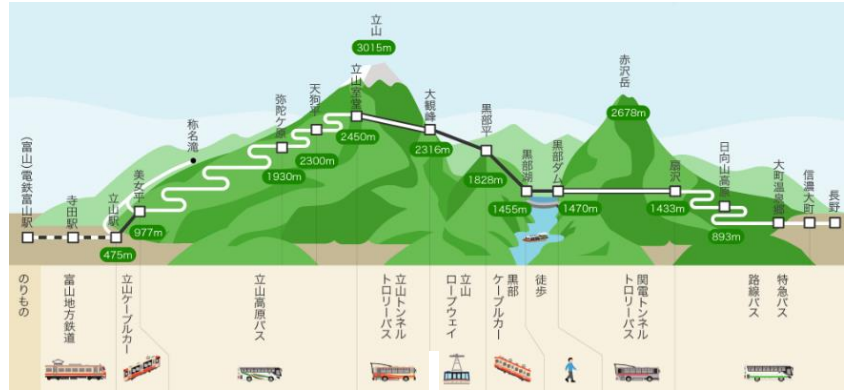 立山
3015m
赤沢岳
2678m
(富山)電鉄富山駅
寺田駅
立山駅
475m
美女平
977m
称名滝
弥陀ケ原
1930m
天狗平
2300m
立山室堂
2450m
大観峰
2316m
黒部平
1828m
黒部湖
1455m
黒部ダム
1470m
扇沢
1433m
日向山高原
893m
大町温泉郷
信濃大町
長野
のりもの
富山地方鉄道
立山ケーブルカー
立山高原バス
立山トンネル
トロリーバス
立山
ロープウェイ
黒部
ケーブルカー
徒歩
関電トンネル
トロリーバス
特急バス
路線バス